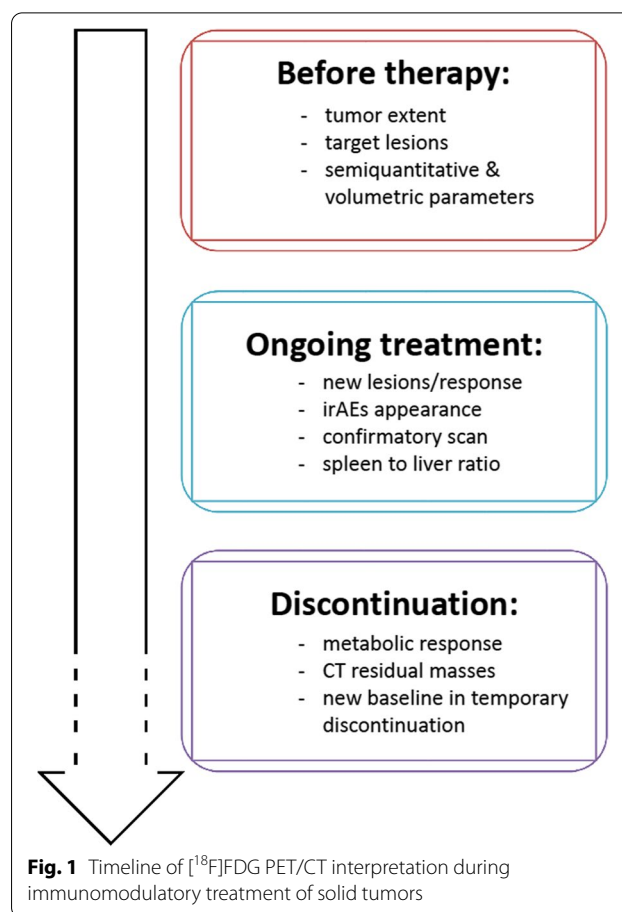 Before therapy:
- tumor extent
- target lesions
- semiquantitative &
volumetric parameters
Ongoing treatment:
- new lesions/response
- irAEs appearance
- confirmatory scan
- spleen to liver ratio
Discontinuation:
- metabolic response
- CT residual masses
- new baseline in temporary
discontinuation
Fig. 1 Timeline of [¹⁸F]FDG PET/CT interpretation during
immunomodulatory treatment of solid tumors